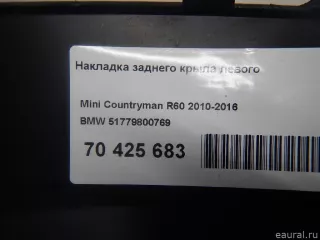 Накладка заднего крыла левого
Mini Countryman R60 2010-2016
BMW 51779800769
70 425 683
eaural.ru